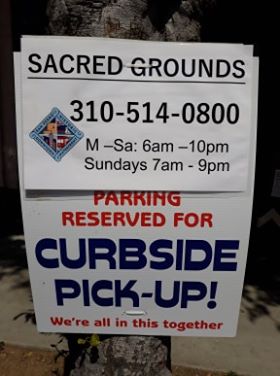 SACRED GROUNDS
310-514-0800
M –Sa: 6am –10pm
Sundays 7am - 9pm
PARKING
RESERVED FOR
CURBSIDE
PICK-UP!
We're all in this together